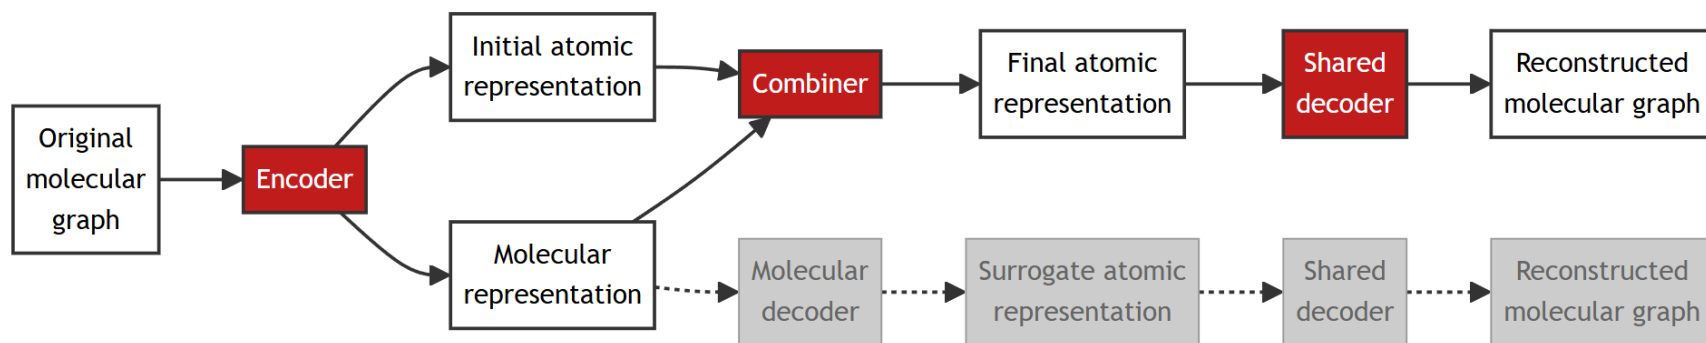 Original
molecular
graph
Encoder
Initial atomic
representation
Molecular
representation
Combiner
Final atomic
representation
Shared
decoder
Reconstructed
molecular graph
Molecular
decoder
Surrogate atomic
representation
Shared
decoder
Reconstructed
molecular graph